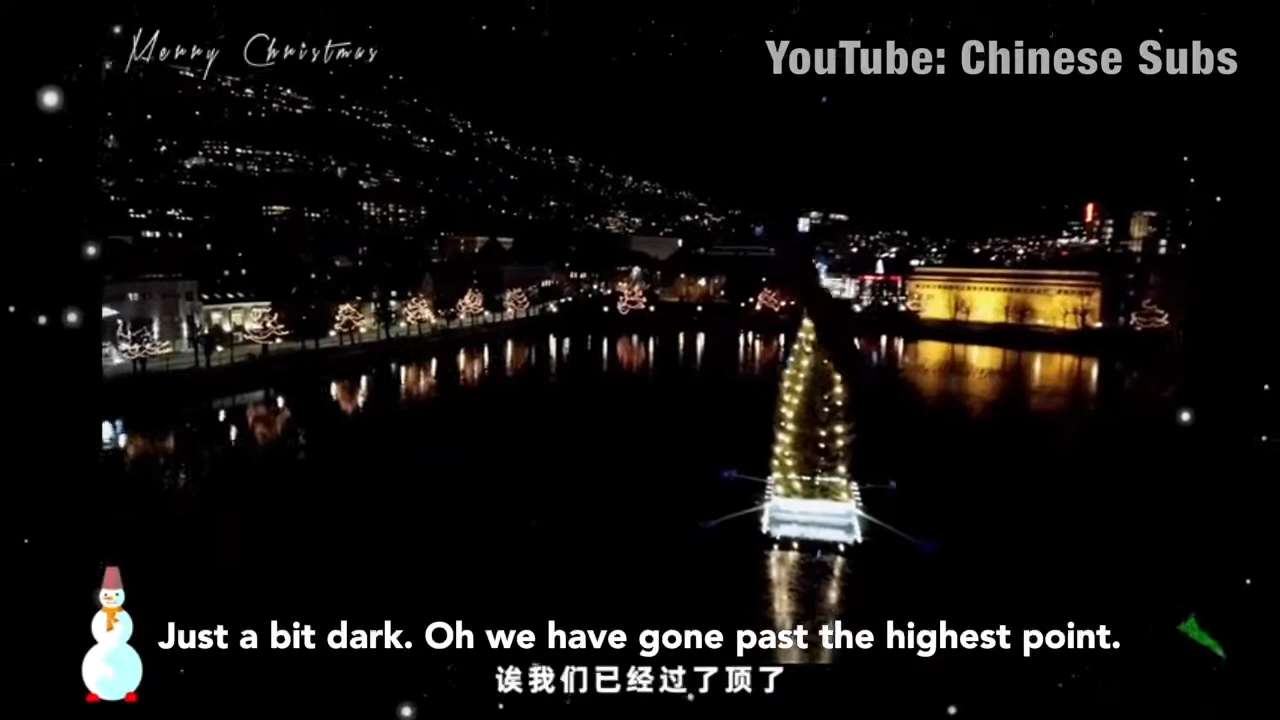 Merry Christmas
YouTube: Chinese Subs
Just a bit dark. Oh we have gone past the highest point.
诶我们已经过了顶了